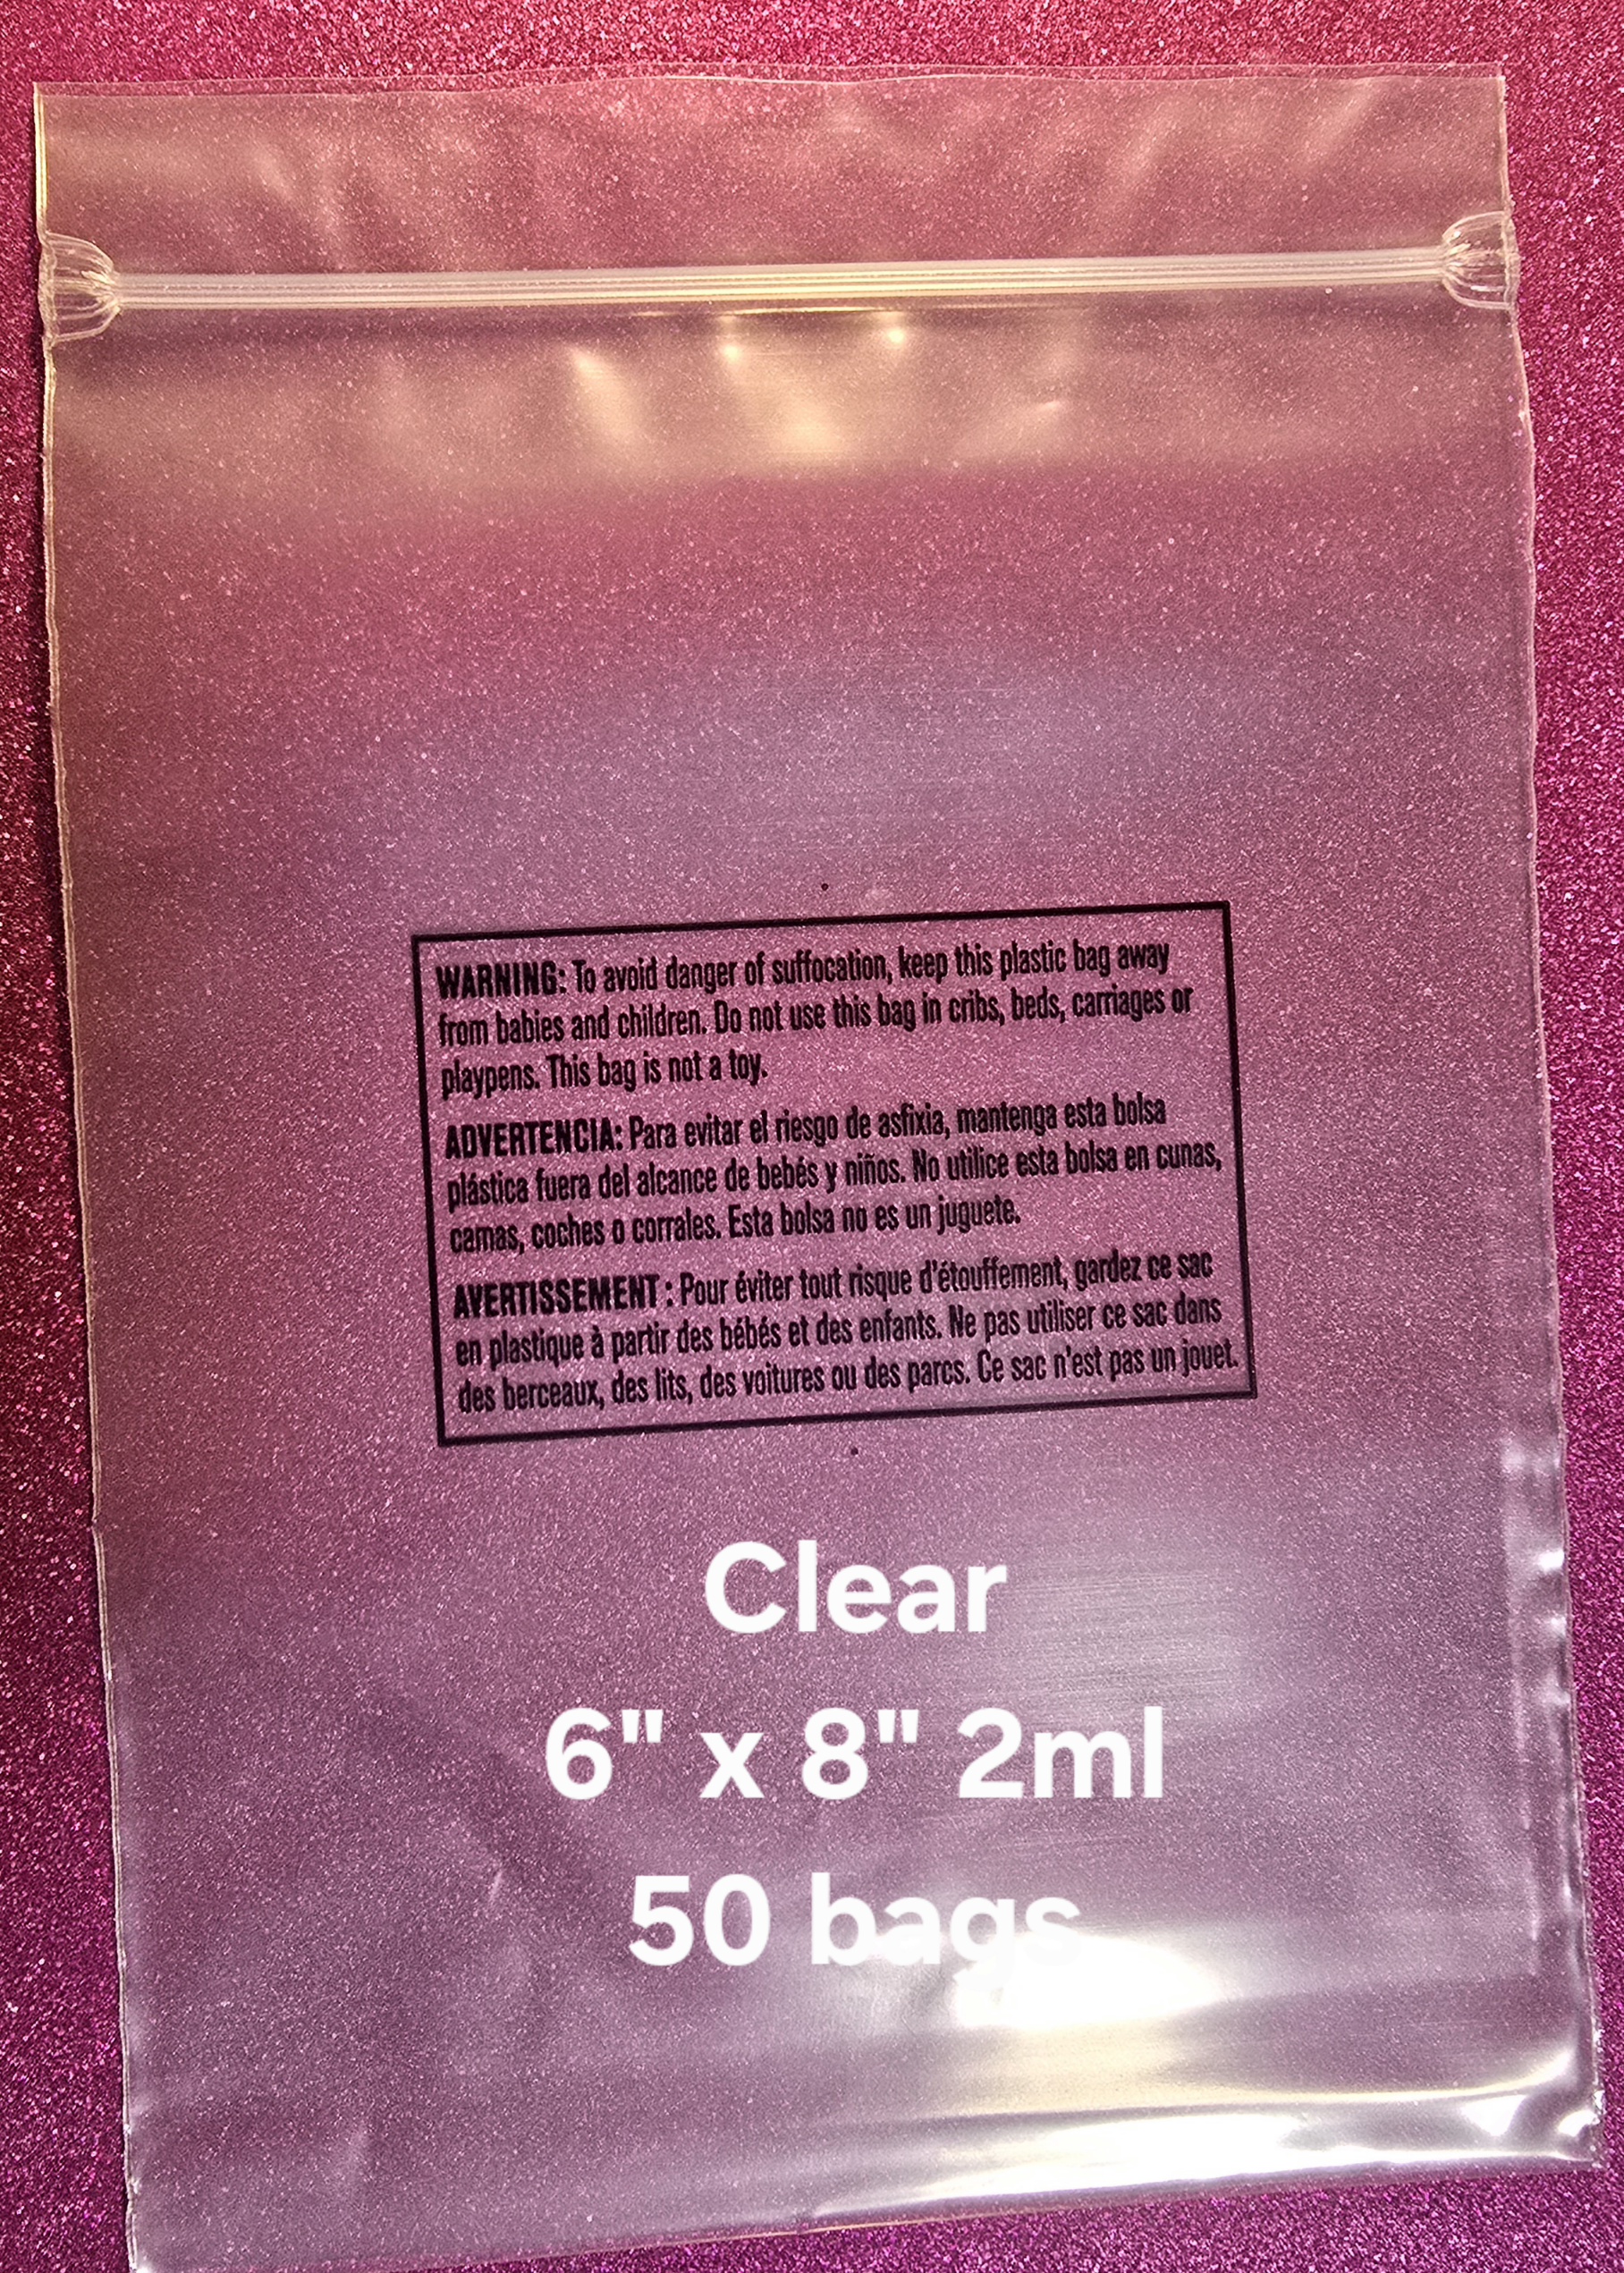 WARNING: To avoid danger of suffocation, keep this plastic bag away
from babies and children. Do not use this bag in cribs, beds, carriages or
playpens. This bag is not a toy.
ADVERTENCIA: Para evitar el riesgo de asfixia, mantenga esta bolsa
plástica fuera del alcance de bebés y niños. No utilice esta bolsa en cunas,
camas, coches o corrales. Esta bolsa no es un juguete.
AVERTISSEMENT : Pour éviter tout risque d'étouffement, gardez ce sac
en plastique à partir des bébés et des enfants. Ne pas utiliser ce sac dans
des berceaux, des lits, des voitures ou des parcs. Ce sac n'est pas un jouet.
Clear
6" x 8" 2ml
50 bags